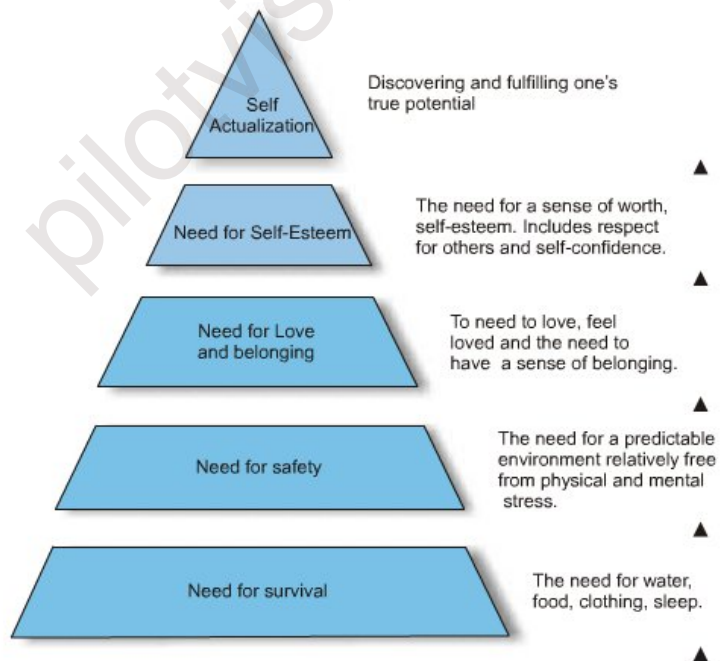 pilotvis
Self
Actualization
Discovering and fulfilling one's
true potential
Need for Self-Esteem
The need for a sense of worth,
self-esteem. Includes respect
for others and self-confidence.
Need for Love
and belonging
To need to love, feel
loved and the need to
have a sense of belonging.
Need for safety
The need for a predictable
environment relatively free
from physical and mental
stress.
Need for survival
The need for water,
food, clothing, sleep.